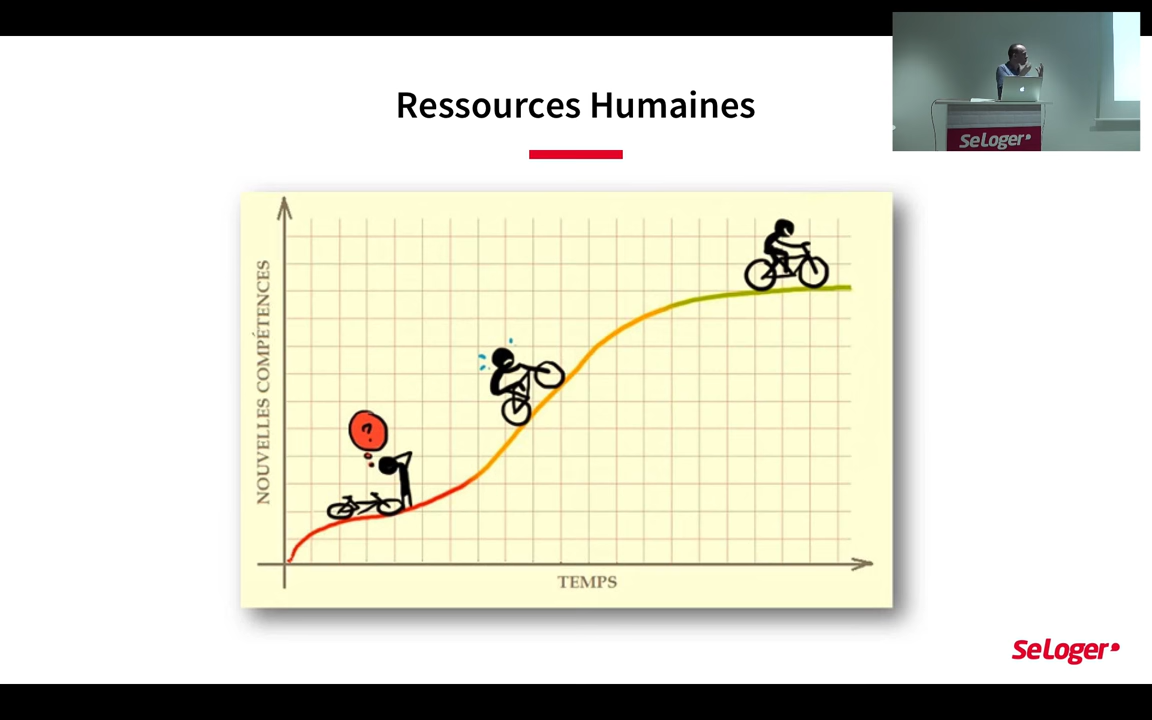 Ressources Humaines
SeLoger
NOUVELLES COMPÉTENCES
?
TEMPS
SeLoger